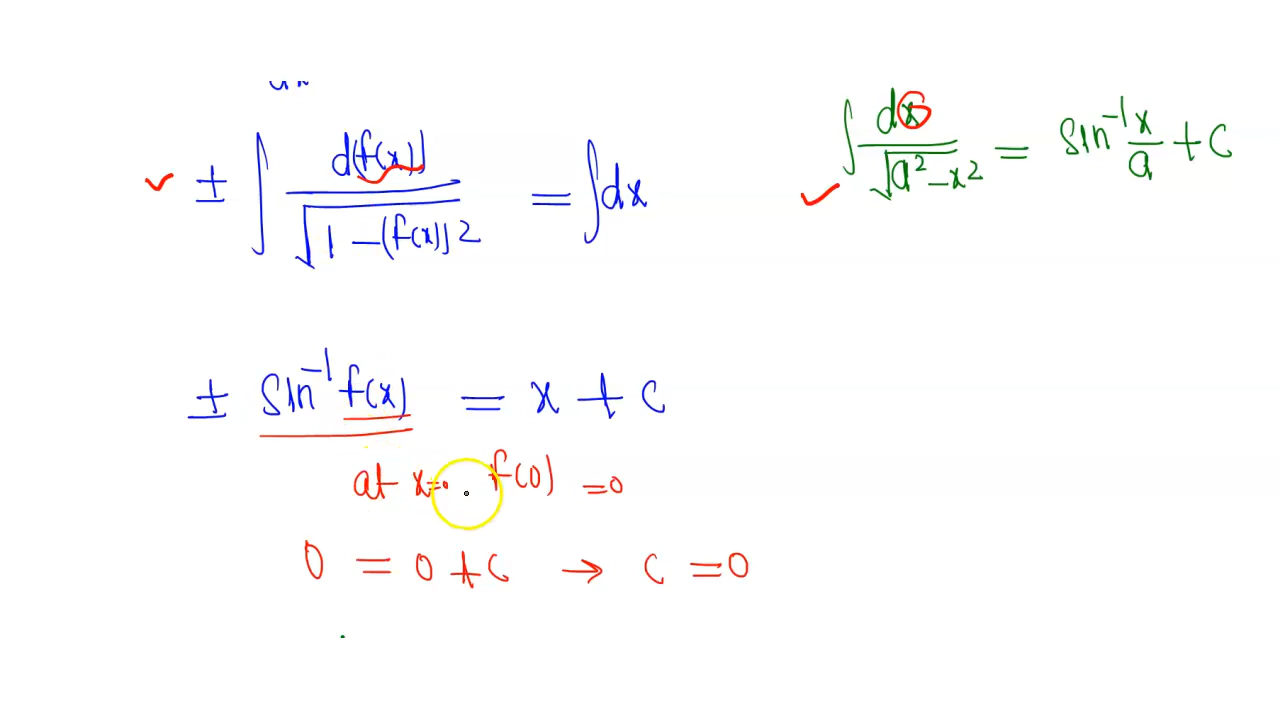 ± ∫ d(f(x)) / √(1 – (f(x))2) = ∫dx
∫ dx / √(a² – x2) = sin⁻¹ x/a + c
± sin⁻¹ f(x) = x + c
at x=0 f(0) = 0
0 = 0 + c → c = 0